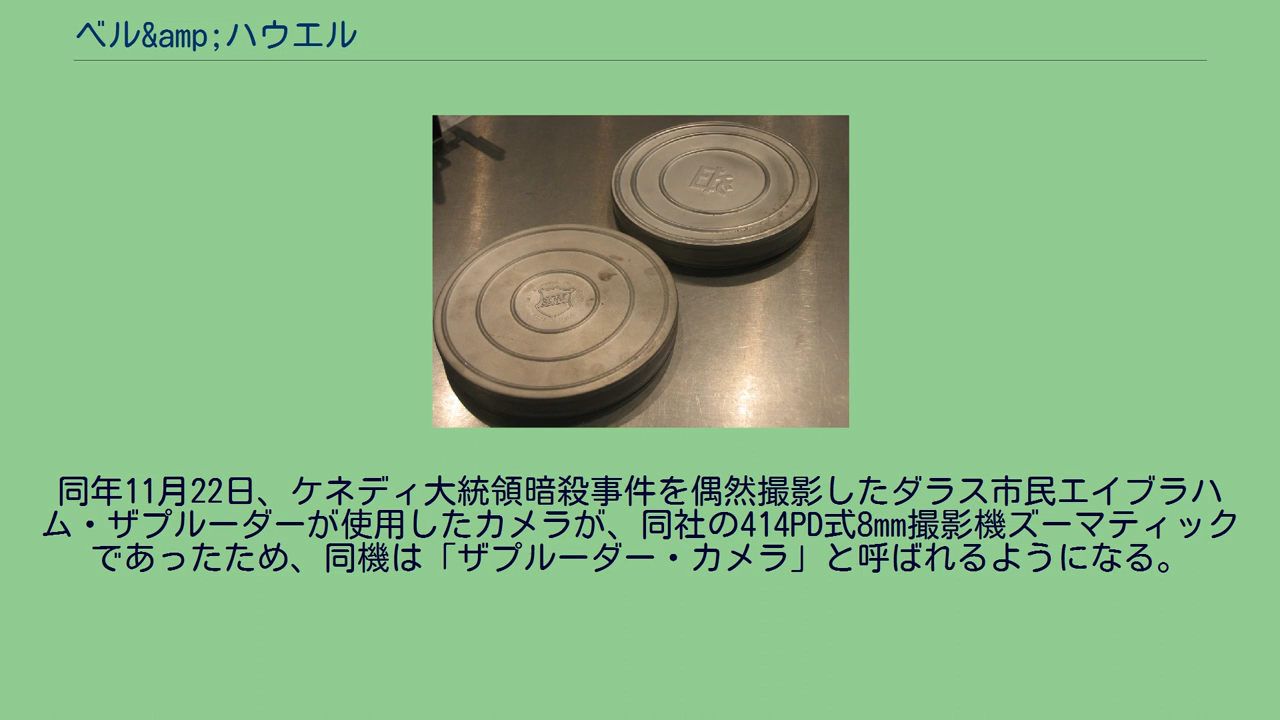 ベル&amp;ハウエル
同年11月22日、ケネディ大統領暗殺事件を偶然撮影したダラス市民エイブラハ
ム・ザプルーダーが使用したカメラが、同社の414PD式8mm撮影機ズーマティック
であったため、同機は「ザプルーダー・カメラ」と呼ばれるようになる。